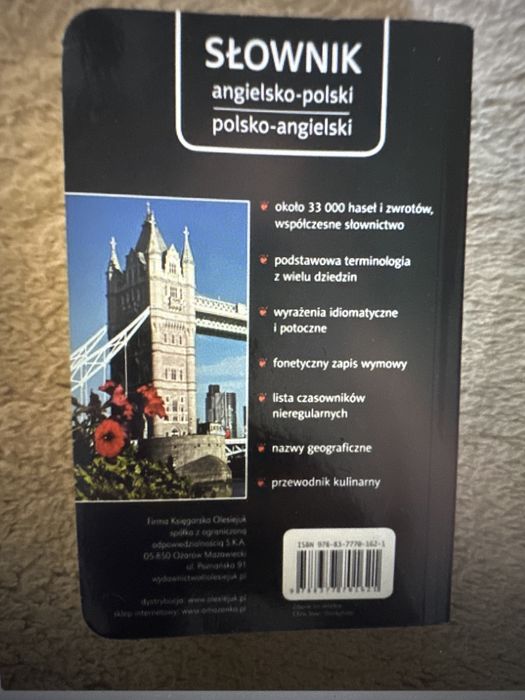 SŁOWNIK
angielsko-polski
polsko-angielski
około 33 000 haseł i zwrotów,
współczesne słownictwo
podstawowa terminologia
z wielu dziedzin
wyrażenia idiomatyczne
i potoczne
fonetyczny zapis wymowy
lista czasowników
nieregularnych
nazwy geograficzne
przewodnik kulinarny
Firma Księgarska Olesiejuk
spółka z ograniczoną
odpowiedzialnością S.K.A.
05-850 Ożarów Mazowiecki
ul. Poznańska 91
wydawnictwo@olesiejuk.pl
dystrybucja: www.olesiejuk.pl
sklep internetowy: www.amazonka.pl
ISBN 978-83-7770-162-1